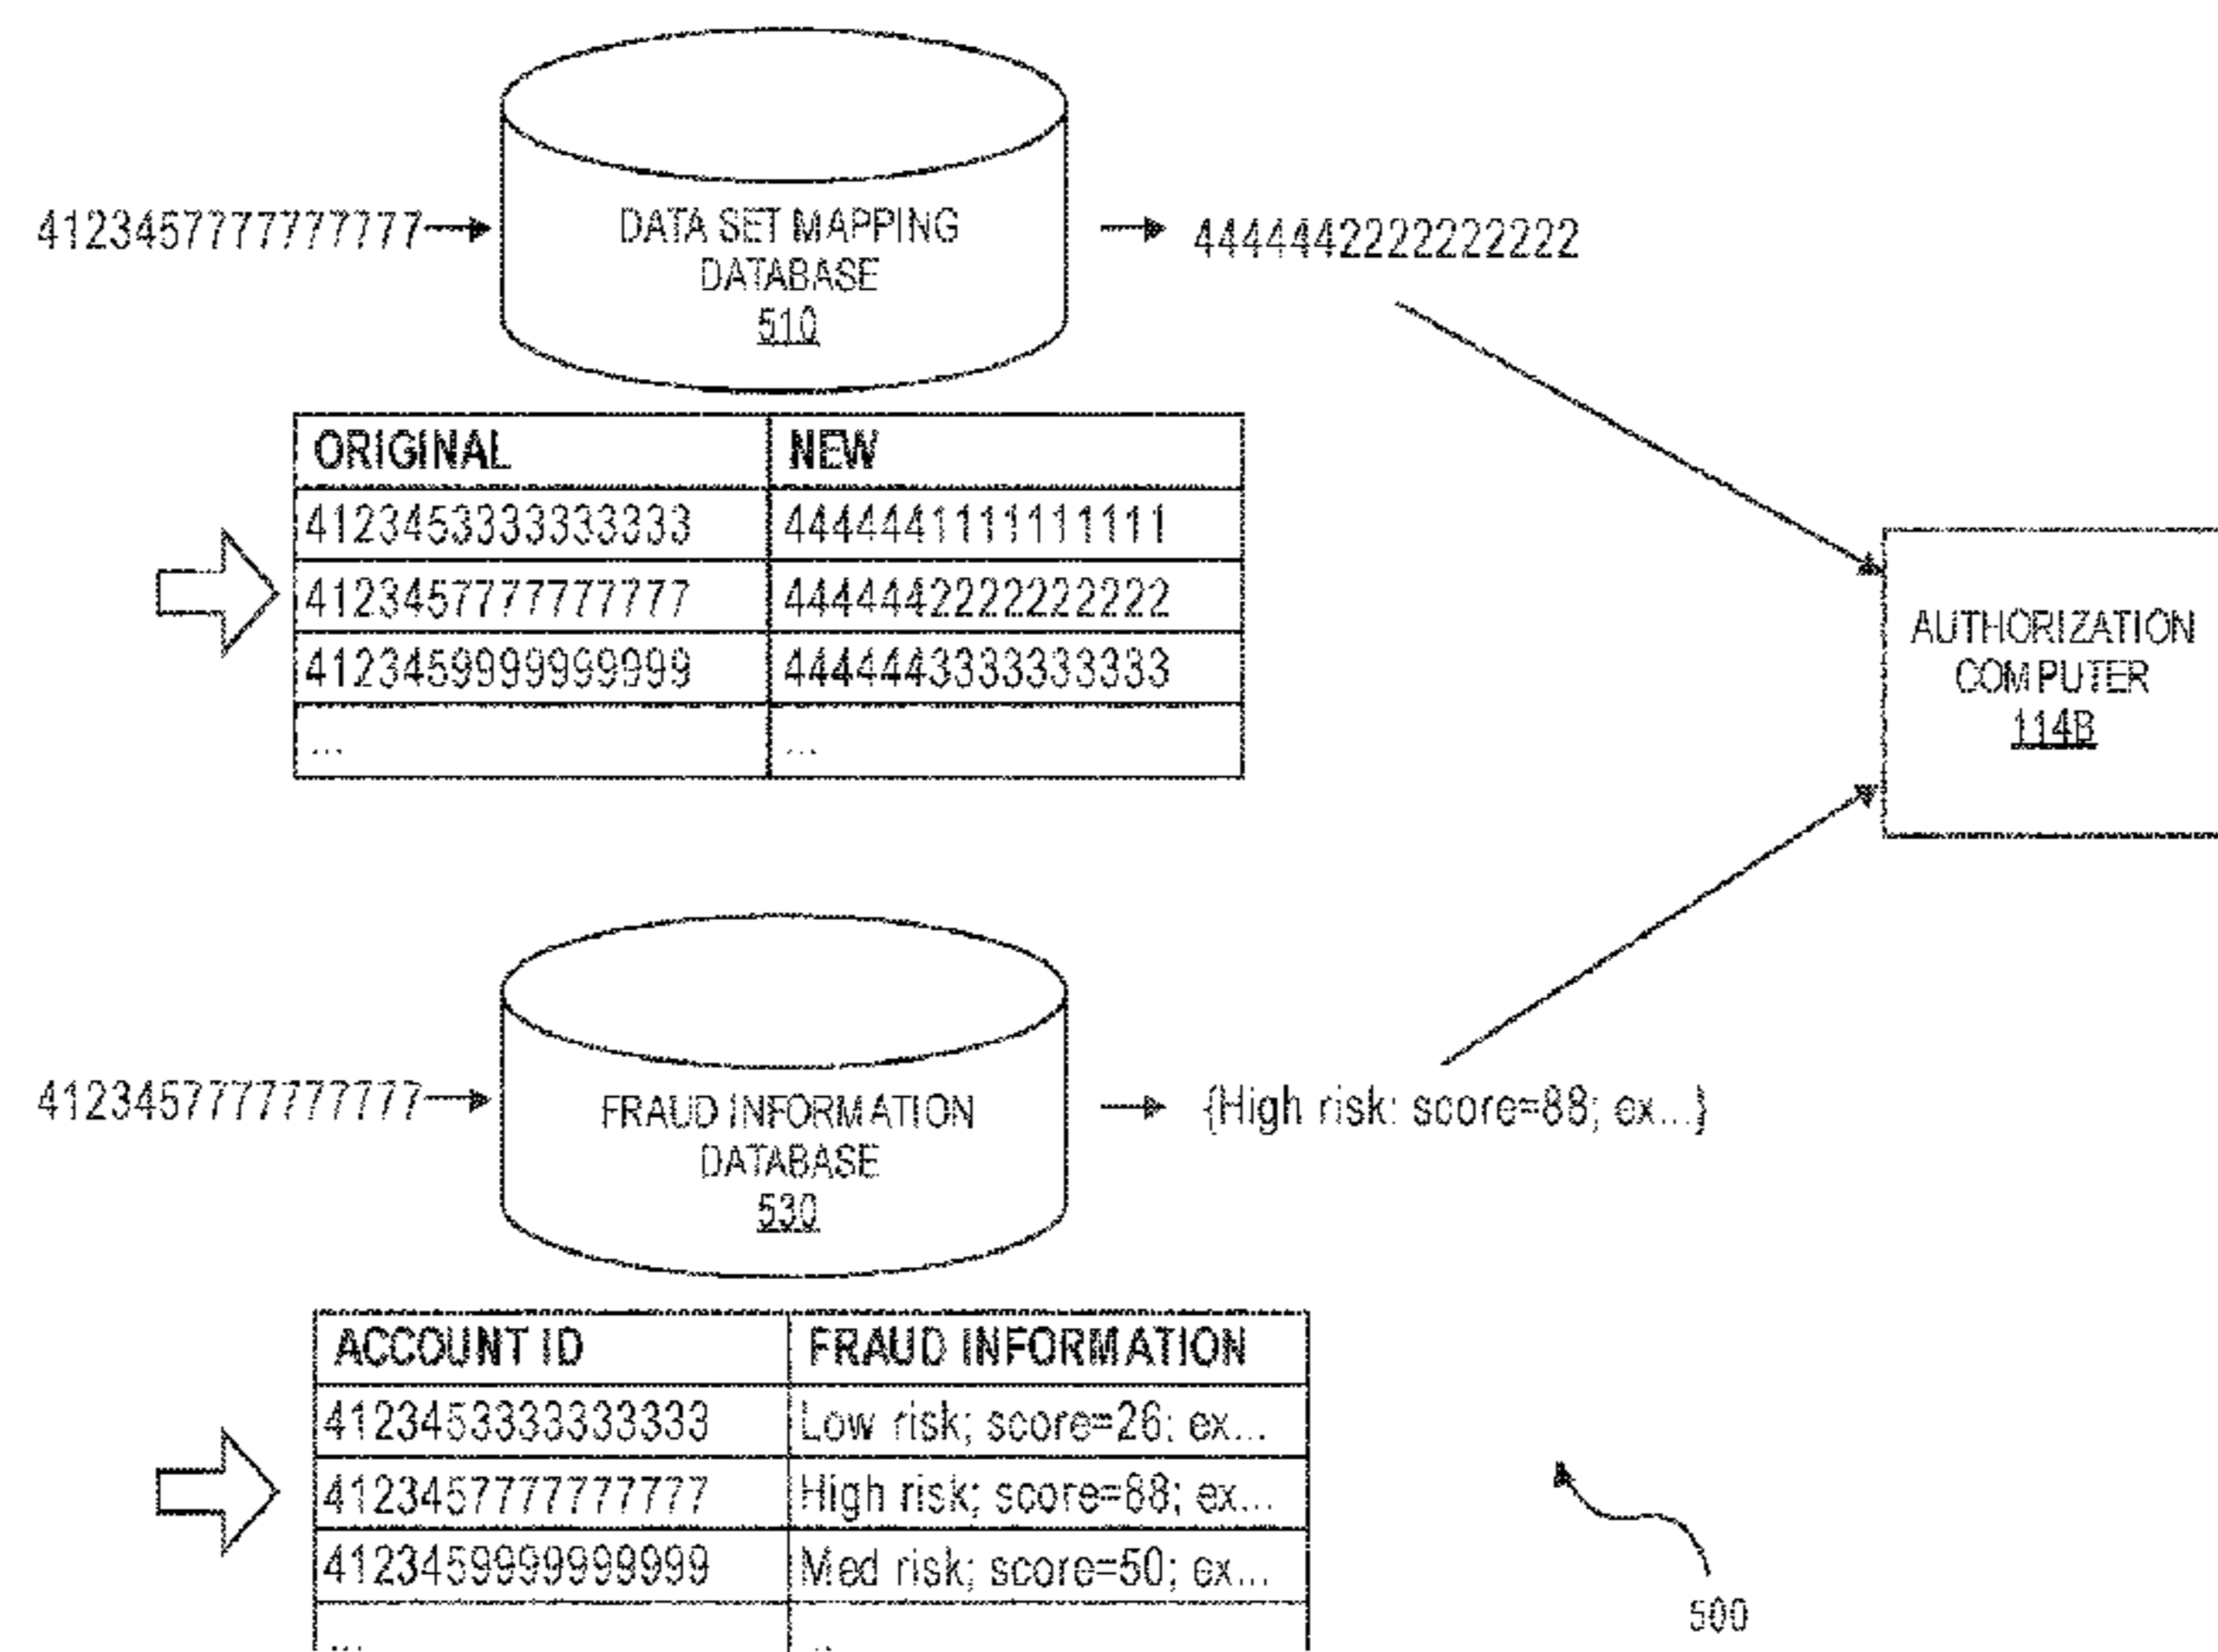 4123457777777777
DATA SET MAPPING
DATABASE
510
4444442222222222
ORIGINAL NEW
4123453333333333 4444441111111111
4123457777777777 4444442222222222
4123459999999999 4444443333333333
... ...
AUTHORIZATION
COMPUTER
114B
4123457777777777
FRAUD INFORMATION
DATABASE
530
{High risk: score=88; ex...}
ACCOUNT ID FRAUD INFORMATION
4123453333333333 Low risk; score=26; ex...
4123457777777777 High risk; score=88; ex...
4123459999999999 Med risk; score=50; ex...
... ...
500